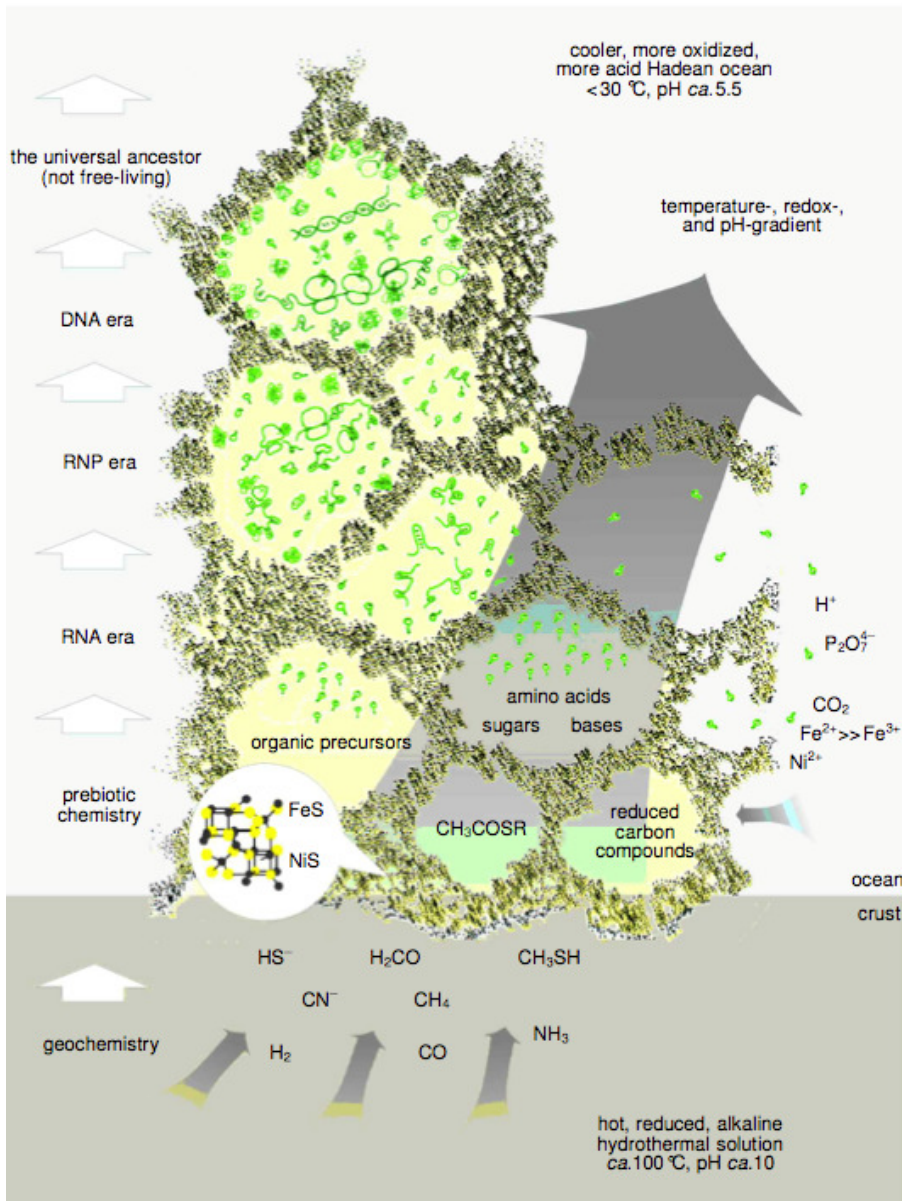 cooler, more oxidized,
more acid Hadean ocean
<30 °C, pH ca.5.5
the universal ancestor
(not free-living)
temperature-, redox-,
and pH-gradient
DNA era
RNP era
RNA era
H⁺
P₂O₇⁴⁻
amino acids
sugars bases
CO₂
Fe²⁺>>Fe³⁺
organic precursors
Ni²⁺
prebiotic
chemistry
FeS
NiS
CH₃COSR
reduced
carbon
compounds
ocean
crust
HS⁻ H₂CO CH₃SH
CN⁻ CH₄
geochemistry
H₂ CO NH₃
hot, reduced, alkaline
hydrothermal solution
ca.100 °C, pH ca.10